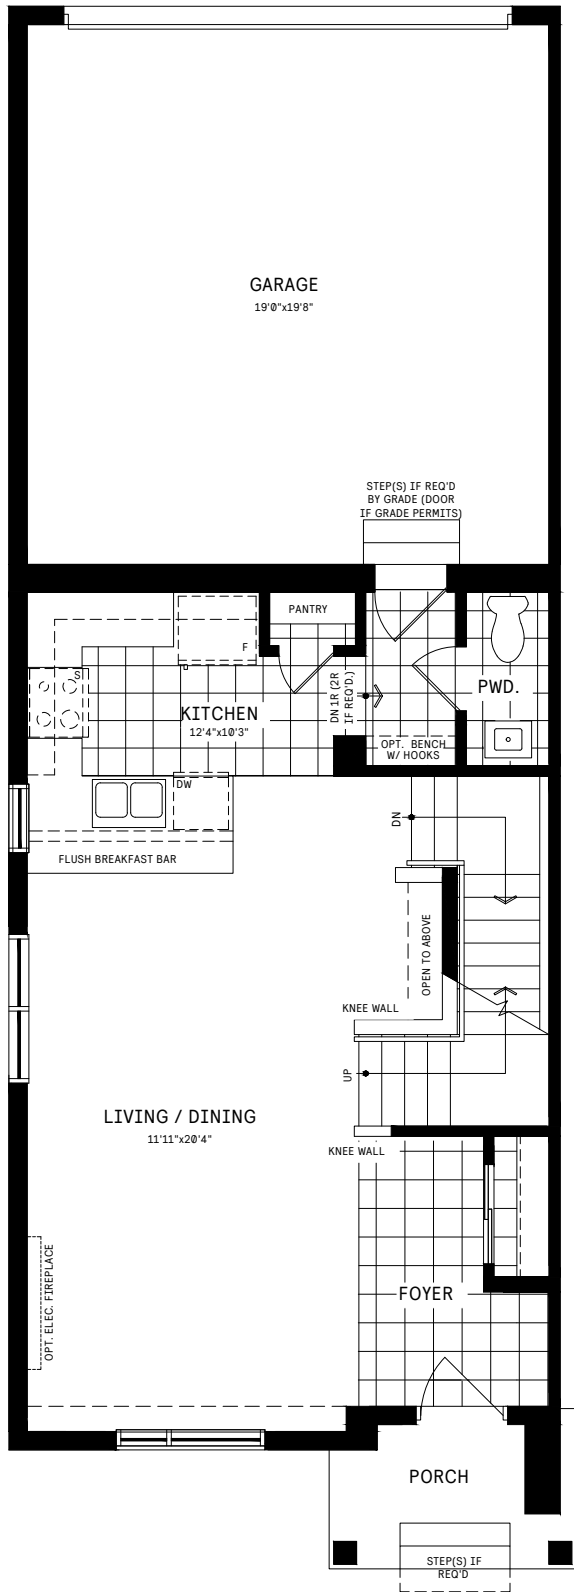 GARAGE
19'0"x19'8"
STEP(S) IF REQ'D
BY GRADE (DOOR
IF GRADE PERMITS)
PANTRY
F
S
KITCHEN
12'4"x10'3"
DN 1R (2R
IF REQ'D.)
PWD.
OPT. BENCH
W/ HOOKS
DW
FLUSH BREAKFAST BAR
DN
OPEN TO ABOVE
KNEE WALL
UP
LIVING / DINING
11'11"x20'4"
KNEE WALL
OPT. ELEC. FIREPLACE
FOYER
PORCH
STEP(S) IF
REQ'D